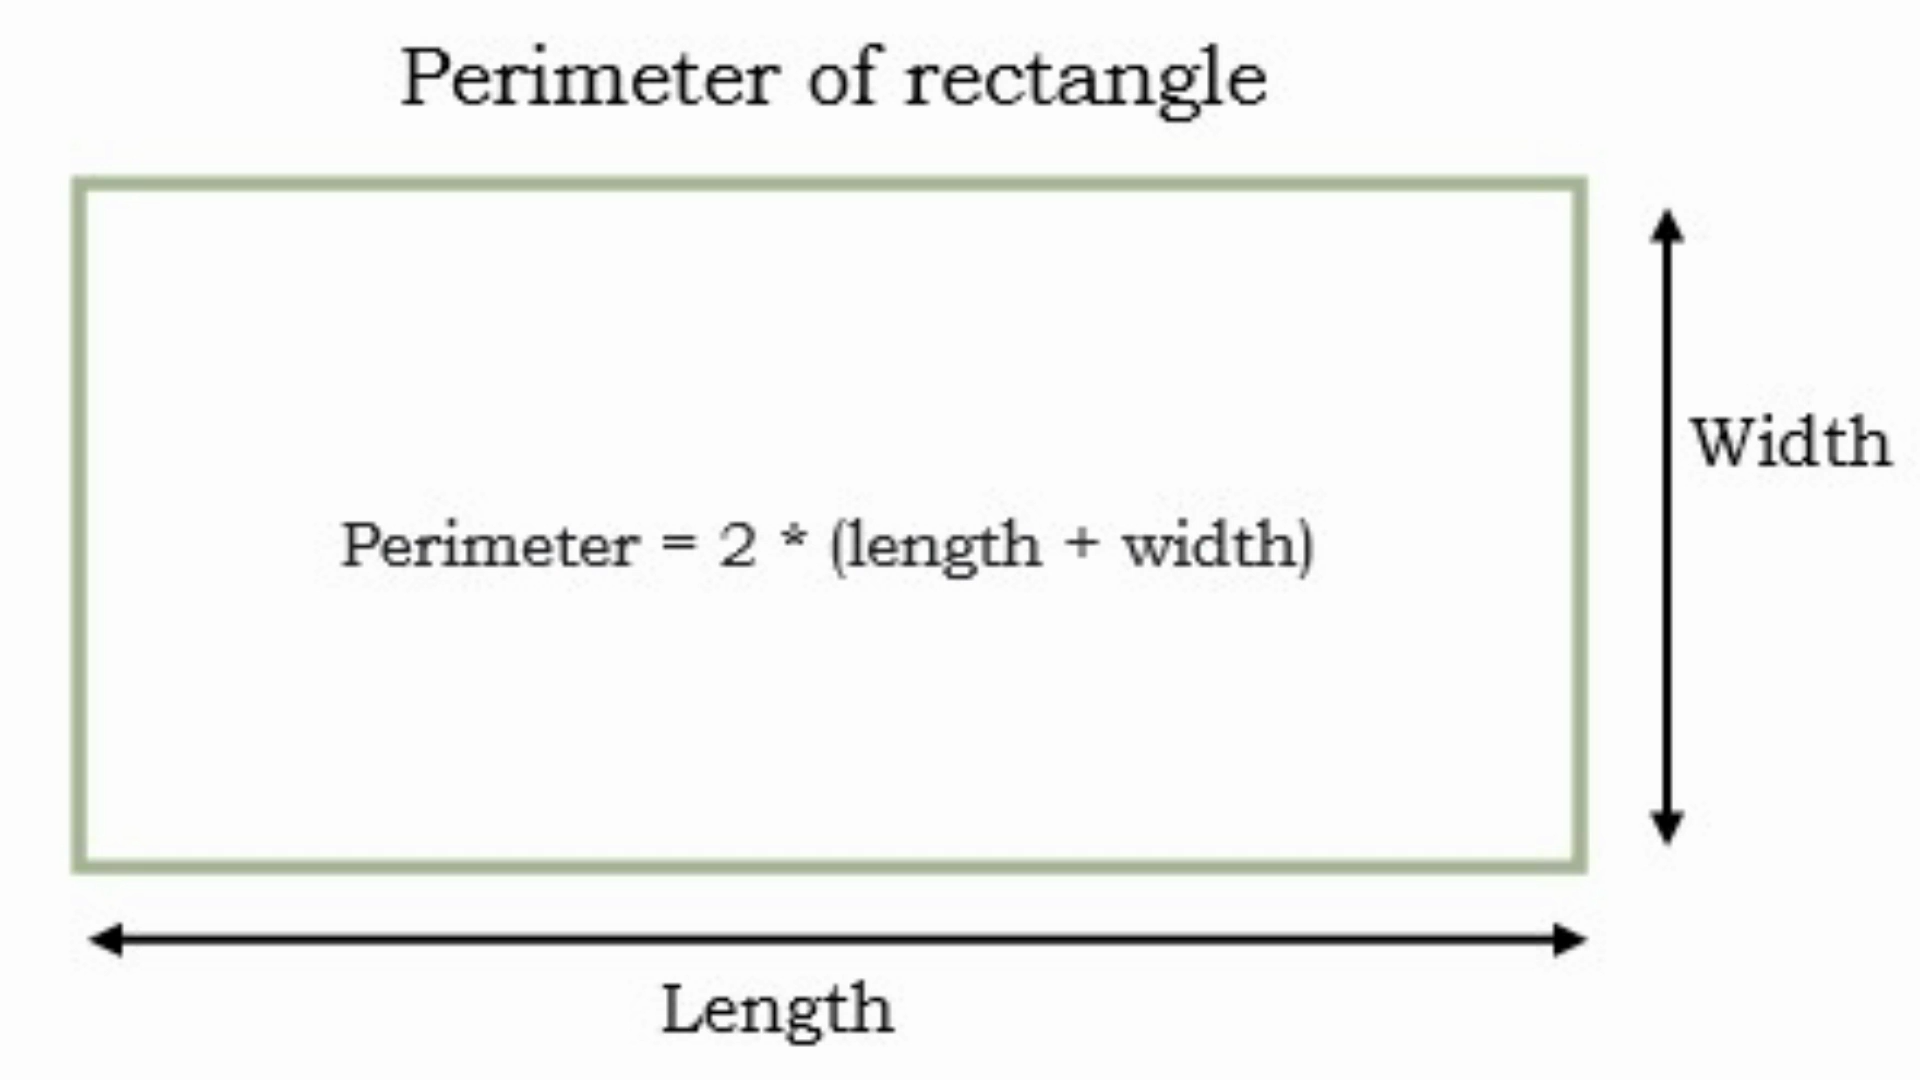 Perimeter of rectangle
Width
Perimeter = 2 * (length + width)
Length